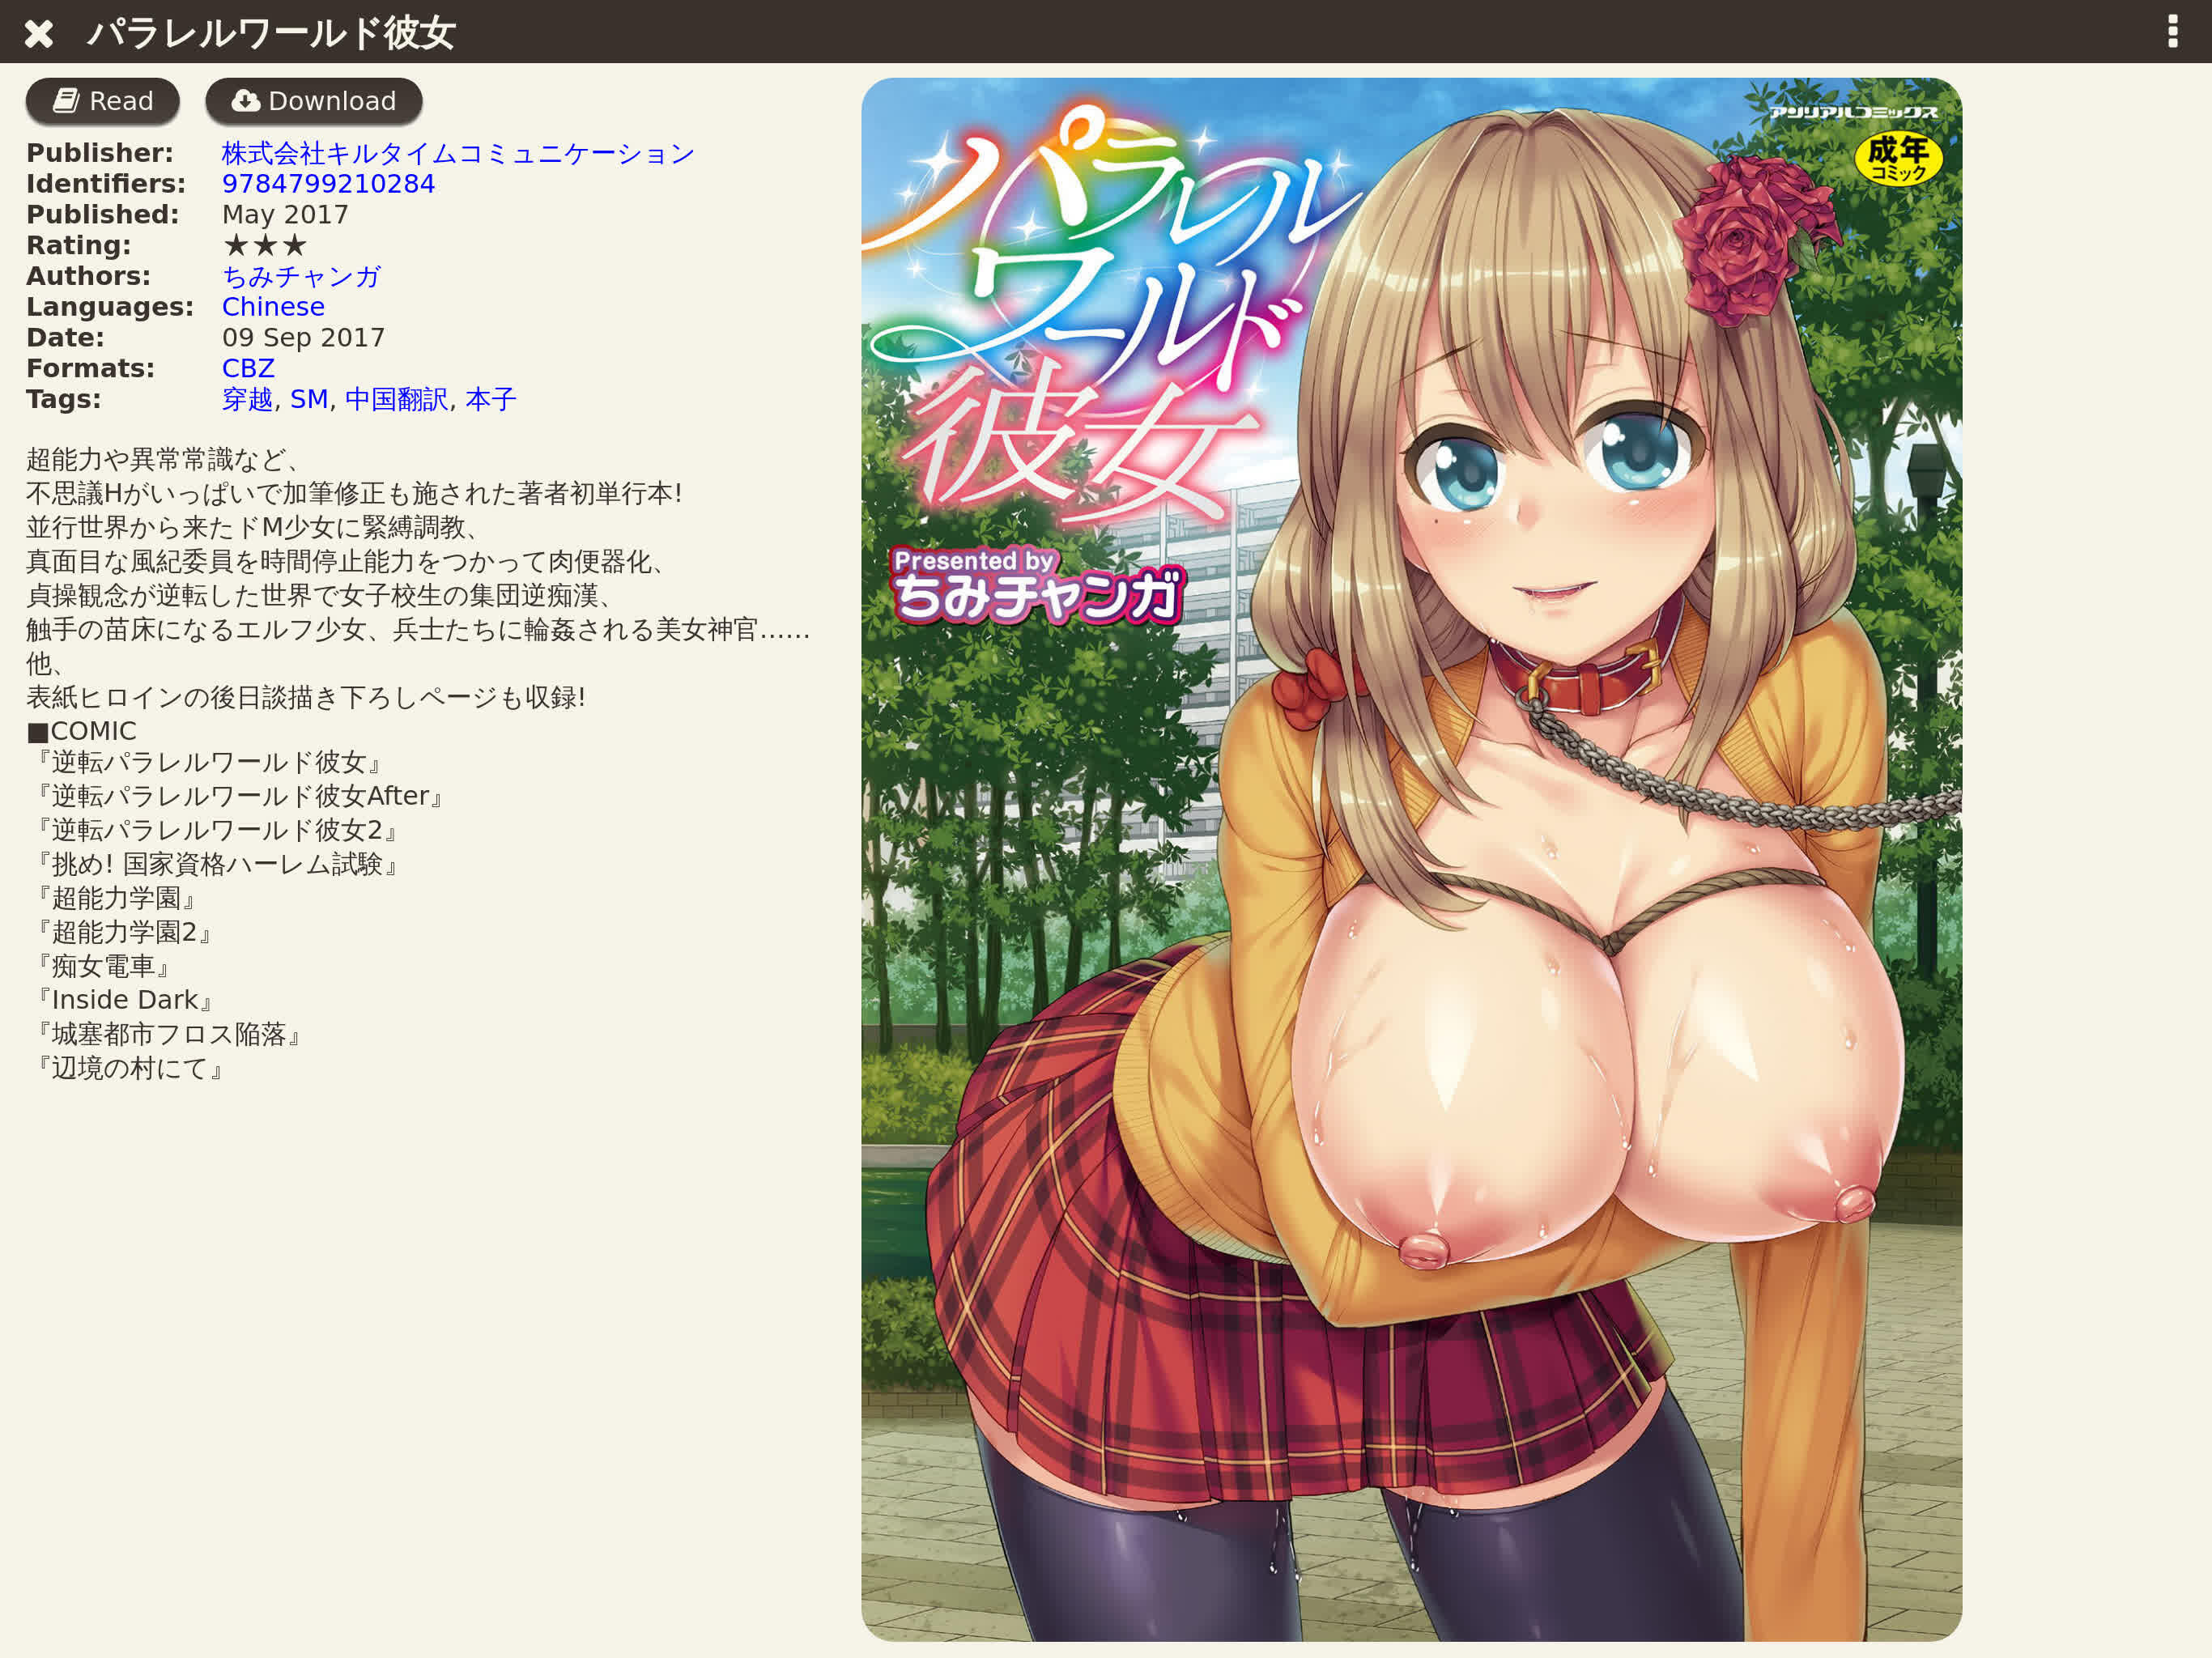 パラレルワールド彼女
Read
Download
Publisher: 株式会社キルタイムコミュニケーション
Identifiers: 9784799210284
Published: May 2017
Rating: ★★★
Authors: ちみチャンガ
Languages: Chinese
Date: 09 Sep 2017
Formats: CBZ
Tags: 穿越, SM, 中国翻訳, 本子
超能力や異常常識など、
不思議Hがいっぱいで加筆修正も施された著者初単行本!
並行世界から来たドM少女に緊縛調教、
真面目な風紀委員を時間停止能力をつかって肉便器化、
貞操観念が逆転した世界で女子校生の集団逆痴漢、
触手の苗床になるエルフ少女、兵士たちに輪姦される美女神官……
他、
表紙ヒロインの後日談描き下ろしページも収録!
■COMIC
『逆転パラレルワールド彼女』
『逆転パラレルワールド彼女After』
『逆転パラレルワールド彼女2』
『挑め! 国家資格ハーレム試験』
『超能力学園』
『超能力学園2』
『痴女電車』
『Inside Dark』
『城塞都市フロス陥落』
『辺境の村にて』
パラレル
ワールド
彼女
Presented by
ちみチャンガ
アンリアルコミックス
成年
コミック